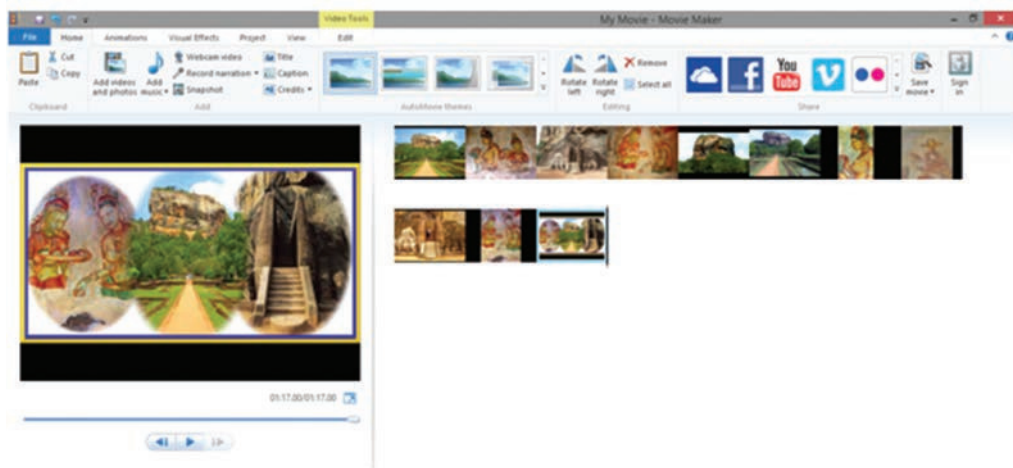 Video Tools
My Movie - Movie Maker
File Home Animations Visual Effects Project View Edit
Paste
Cut
Copy
Clipboard
Add videos
and photos
Add
music
Webcam video
Record narration
Snapshot
Title
Caption
Credits
Add
AutoMovie themes
Rotate
left
Rotate
right
Remove
Select all
Editing
f
You
Tube
v
Share
Save
movie
Sign
in
01:17.00/01:17.00